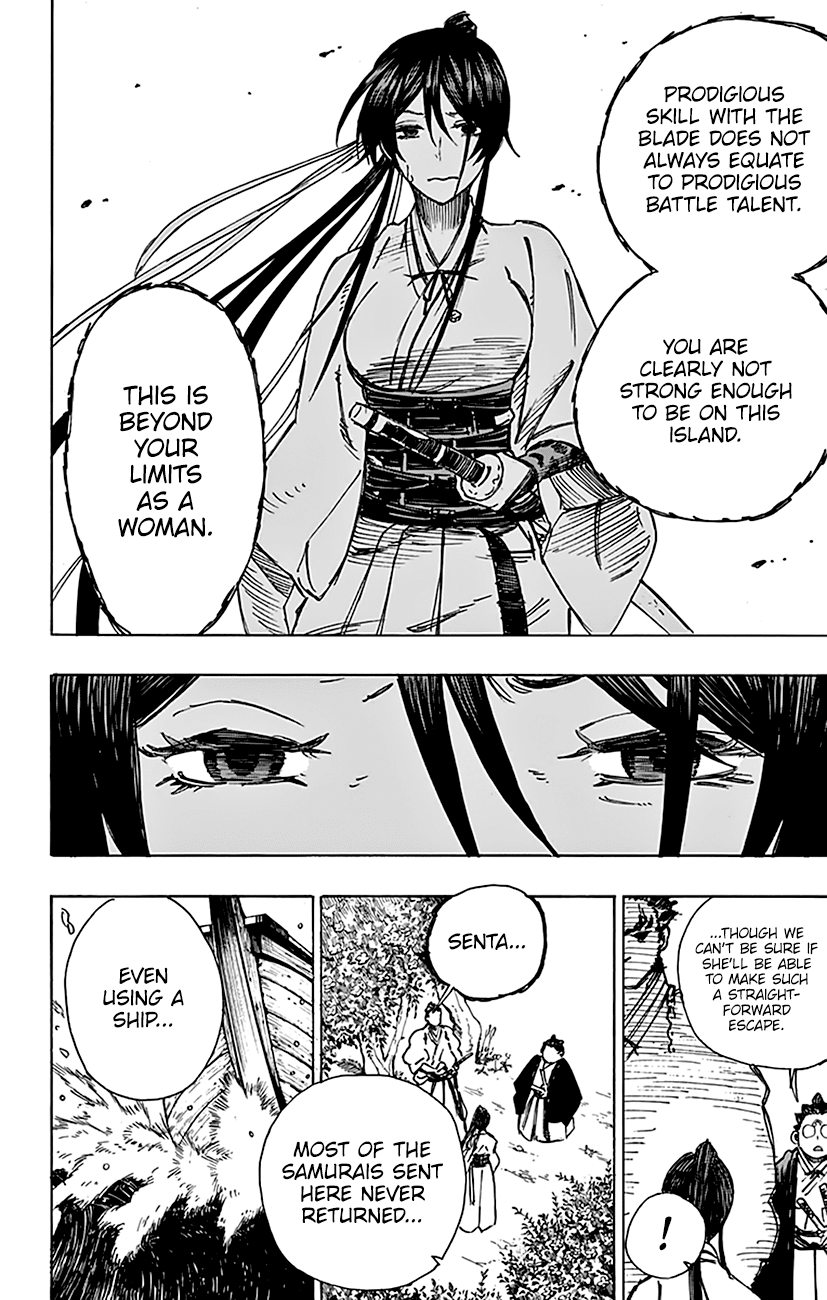 PRODIGIOUS
SKILL WITH THE
BLADE DOES NOT
ALWAYS EQUATE
TO PRODIGIOUS
BATTLE TALENT.
YOU ARE
CLEARLY NOT
STRONG ENOUGH
TO BE ON THIS
ISLAND.
THIS IS
BEYOND
YOUR
LIMITS
AS A
WOMAN.
...THOUGH WE
CAN'T BE SURE IF
SHE'LL BE ABLE
TO MAKE SUCH
A STRAIGHT-
FORWARD
ESCAPE.
!
SENTA...
MOST OF THE
SAMURAIS SENT
HERE NEVER
RETURNED...
EVEN
USING A
SHIP...